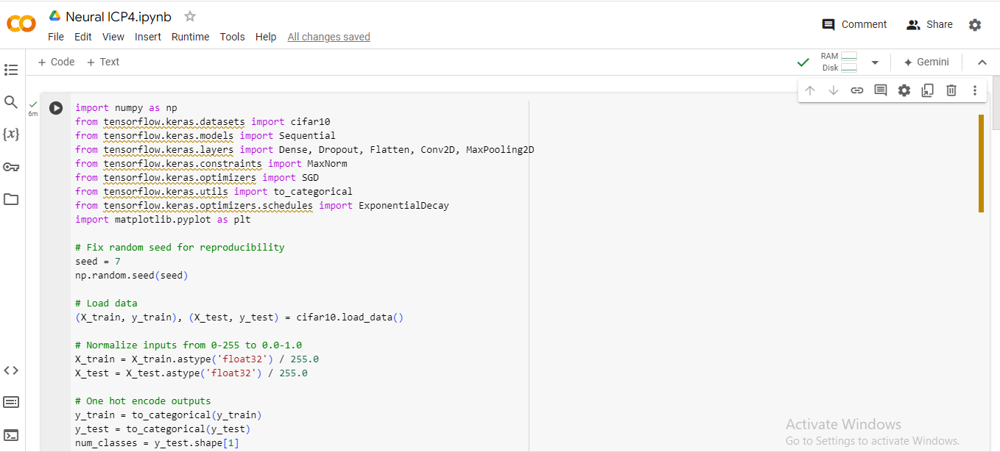 Neural ICP4.ipynb
File Edit View Insert Runtime Tools Help All changes saved
Comment Share
+ Code + Text
RAM
Disk
Gemini
6m
{x}
import numpy as np
from tensorflow.keras.datasets import cifar10
from tensorflow.keras.models import Sequential
from tensorflow.keras.layers import Dense, Dropout, Flatten, Conv2D, MaxPooling2D
from tensorflow.keras.constraints import MaxNorm
from tensorflow.keras.optimizers import SGD
from tensorflow.keras.utils import to_categorical
from tensorflow.keras.optimizers.schedules import ExponentialDecay
import matplotlib.pyplot as plt
# Fix random seed for reproducibility
seed = 7
np.random.seed(seed)
# Load data
(X_train, y_train), (X_test, y_test) = cifar10.load_data()
# Normalize inputs from 0-255 to 0.0-1.0
X_train = X_train.astype('float32') / 255.0
X_test = X_test.astype('float32') / 255.0
# One hot encode outputs
y_train = to_categorical(y_train)
y_test = to_categorical(y_test)
num_classes = y_test.shape[1]
Activate Windows
Go to Settings to activate Windows.